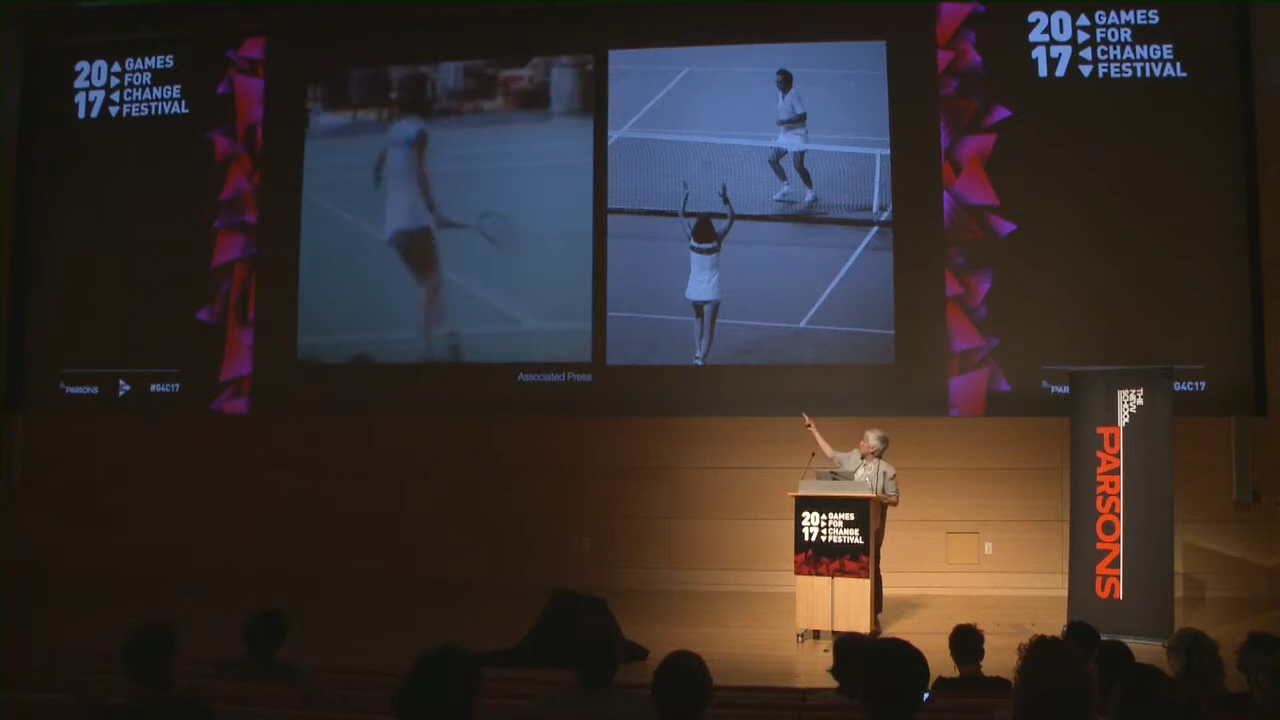 20 GAMES
FOR
17 CHANGE
FESTIVAL
20 GAMES
FOR
17 CHANGE
FESTIVAL
Associated Press
PARSONS
#G4C17
PAR
G4C17
THE
NEW
SCHOOL
PARSONS
20 GAMES
FOR
17 CHANGE
FESTIVAL